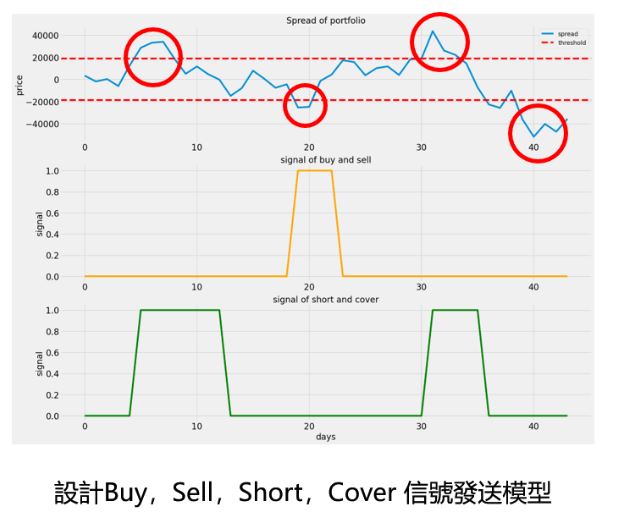 Spread of portfolio
spread
threshold
price
40000
20000
0
−20000
−40000
0 10 20 30 40
signal of buy and sell
signal
1.0
0.8
0.6
0.4
0.2
0.0
0 10 20 30 40
signal of short and cover
signal
1.0
0.8
0.6
0.4
0.2
0.0
0 10 20 30 40
days
設計Buy，Sell，Short，Cover 信號發送模型